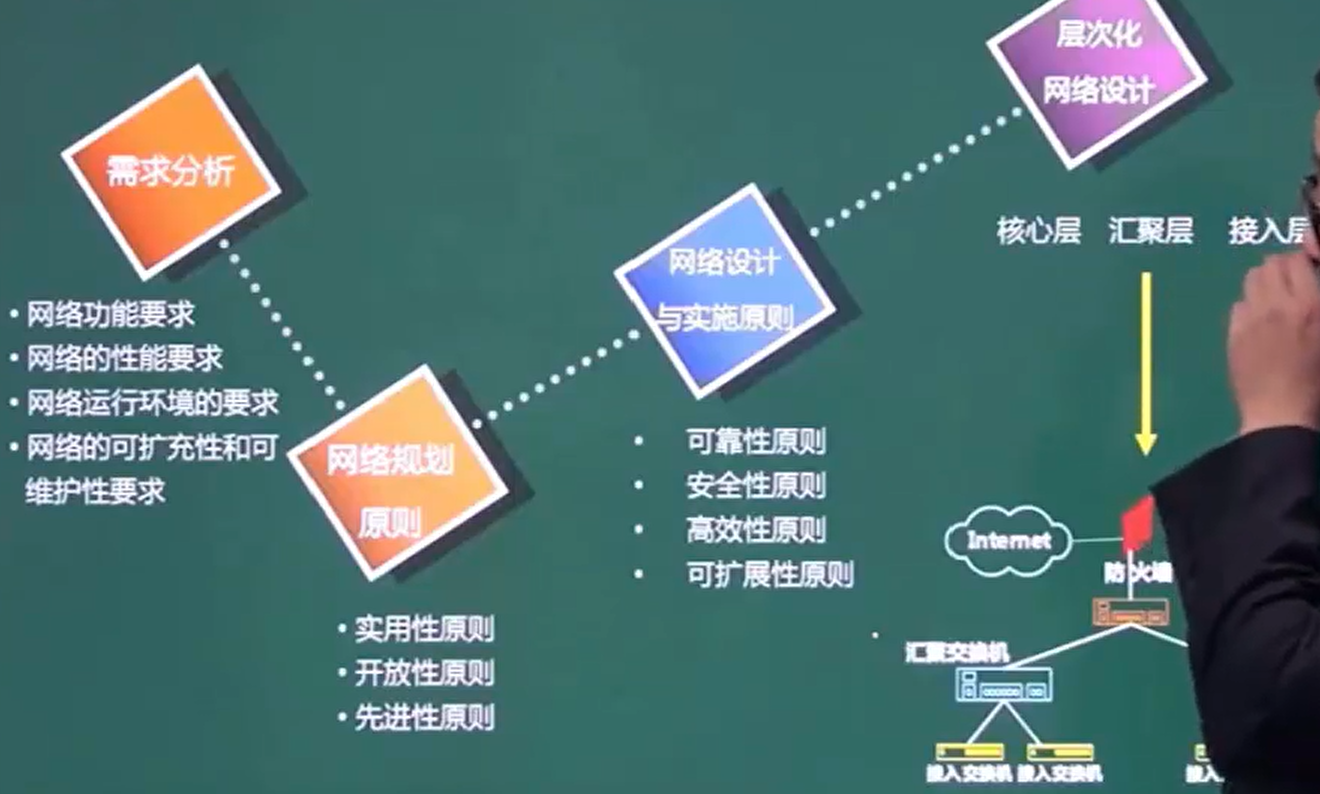 需求分析
• 网络功能要求
• 网络的性能要求
• 网络运行环境的要求
• 网络的可扩充性和可
维护性要求
网络规划
原则
• 实用性原则
• 开放性原则
• 先进性原则
网络设计
与实施原则
• 可靠性原则
• 安全性原则
• 高效性原则
• 可扩展性原则
层次化
网络设计
核心层 汇聚层 接入层
Internet
防火墙
汇聚交换机
接入交换机 接入交换机 接入